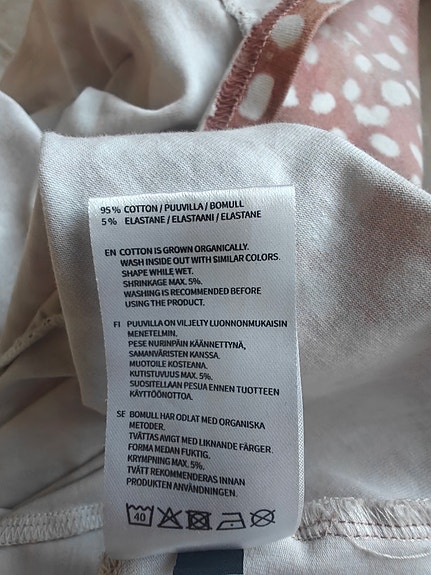 95% COTTON / PUUVILLA / BOMULL
5% ELASTANE / ELASTAANI / ELASTANE
EN COTTON IS GROWN ORGANICALLY.
WASH INSIDE OUT WITH SIMILAR COLORS.
SHAPE WHILE WET.
SHRINKAGE MAX. 5%.
WASHING IS RECOMMENDED BEFORE
USING THE PRODUCT.
FI PUUVILLA ON VILJELTY LUONNONMUKAISIN
MENETELMIN.
PESE NURINPÄIN KÄÄNNETTYNÄ,
SAMANVÄRISTEN KANSSA.
MUOTOILE KOSTEANA.
KUTISTUVUUS MAX. 5%.
SUOSITELLAAN PESUA ENNEN TUOTTEEN
KÄYTTÖÖNOTTOA.
SE BOMULL HAR ODLAT MED ORGANISKA
METODER.
TVÄTTAS AVIGT MED LIKNANDE FÄRGER.
FORMA MEDAN FUKTIG.
KRYMPNING MAX. 5%.
TVÄTT REKOMMENDERAS INNAN
PRODUKTEN ANVÄNDNINGEN.
40